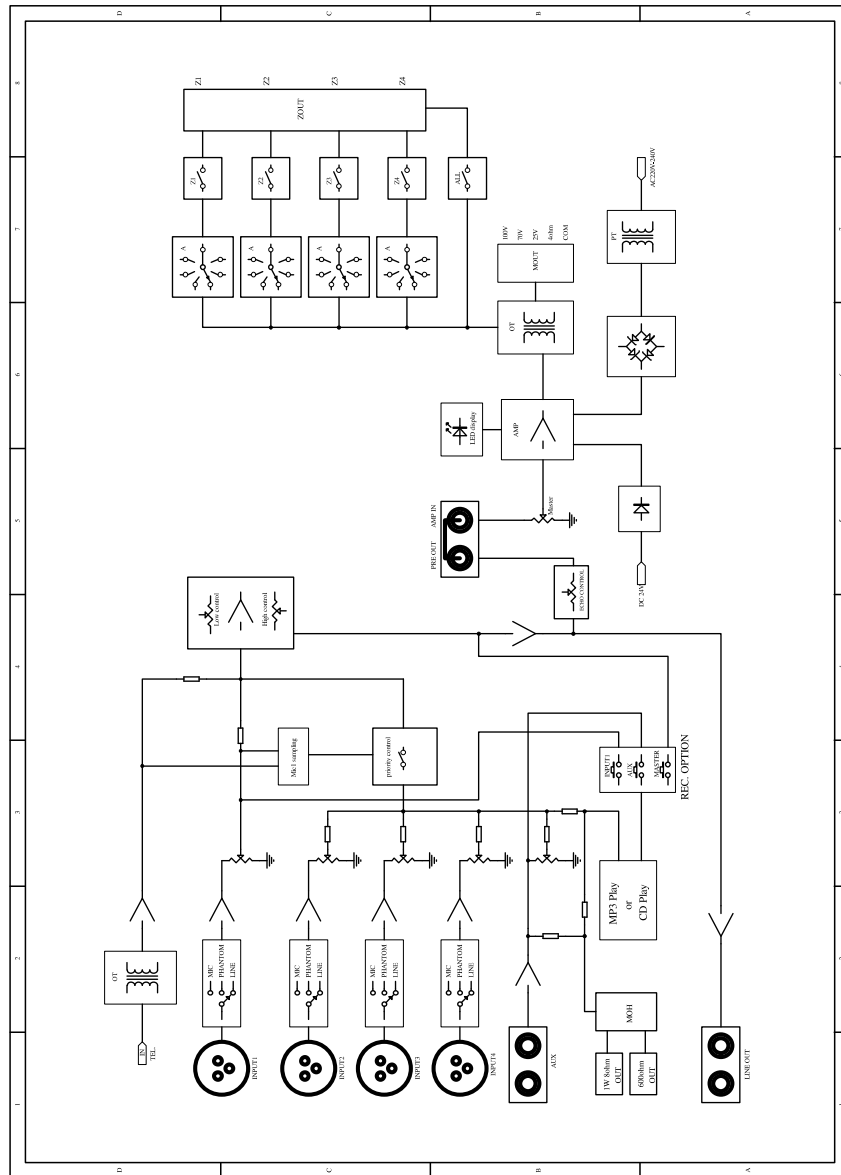 D
C
B
A
8
7
6
5
4
3
2
1
Z1
Z2
Z3
Z4
ZOUT
Z1
Z2
Z3
Z4
ALL
A
A
A
A
100V
70V
25V
4ohm
COM
MOUT
OT
AMP
LED display
PT
AC220V-240V
DC 24V
AMP IN
PRE OUT
Master
ECHO CONTROL
Low control
High control
Mic1 sampling
priority control
INPUT1
AUX
MASTER
REC. OPTION
MP3 Play
or
CD Play
OT
IN
TEL
MIC
PHANTOM
LINE
INPUT1
MIC
PHANTOM
LINE
INPUT2
MIC
PHANTOM
LINE
INPUT3
MIC
PHANTOM
LINE
INPUT4
AUX
MOH
1W 8ohm
OUT
600ohm
OUT
LINE OUT
D
C
B
A